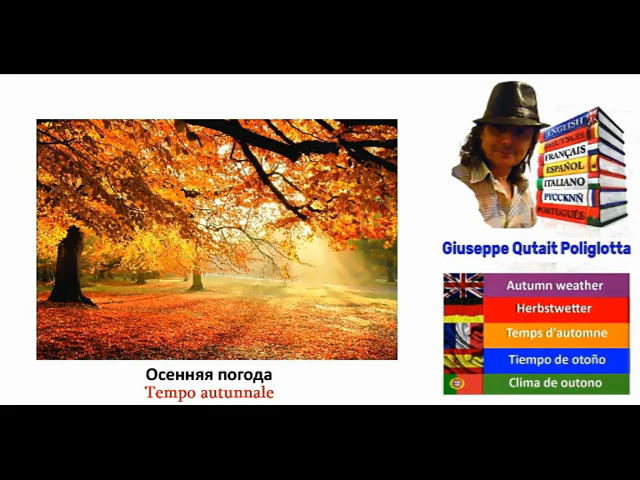 Осенняя погода
Tempo autunnale
ENGLISH
DEUTSCH
FRANÇAIS
ESPAÑOL
ITALIANO
PYCCKNÑ
PORTUGUÊS
Giuseppe Qutait Poliglotta
Autumn weather
Herbstwetter
Temps d'automne
Tiempo de otoño
Clima de outono